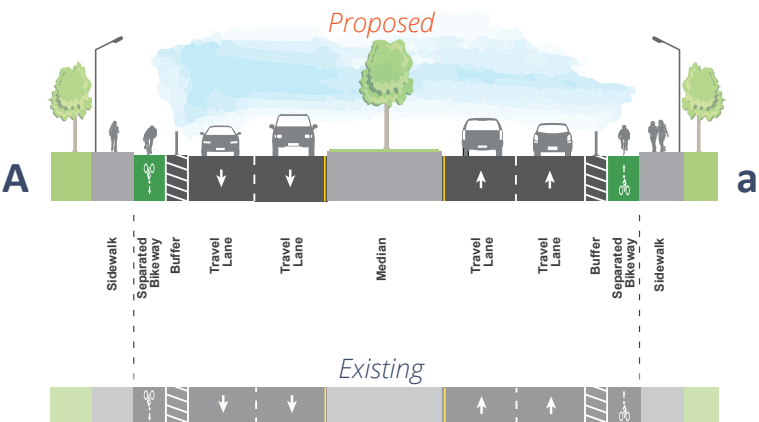 Proposed
A
a
Sidewalk
Separated
Bikeway
Buffer
Travel
Lane
Travel
Lane
Median
Travel
Lane
Travel
Lane
Buffer
Separated
Bikeway
Sidewalk
Existing